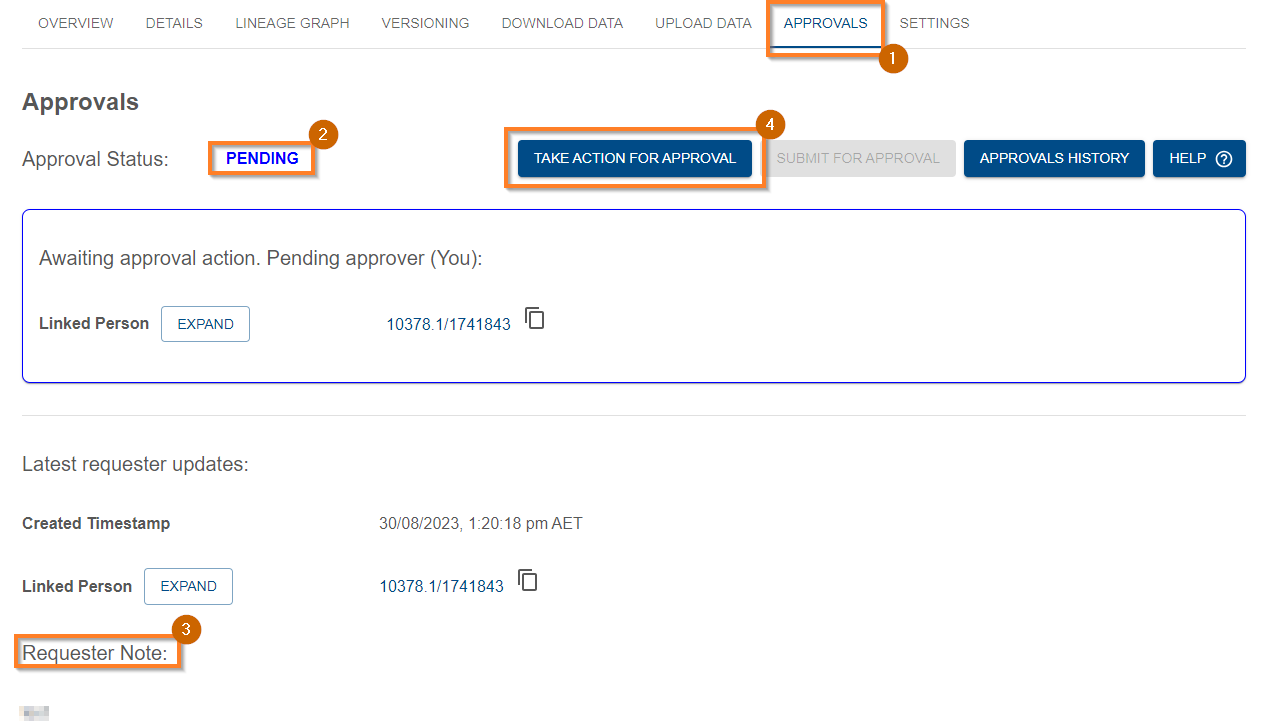 OVERVIEW DETAILS LINEAGE GRAPH VERSIONING DOWNLOAD DATA UPLOAD DATA APPROVALS SETTINGS
1
Approvals
2
4
Approval Status: PENDING TAKE ACTION FOR APPROVAL SUBMIT FOR APPROVAL APPROVALS HISTORY HELP ?
Awaiting approval action. Pending approver (You):
Linked Person EXPAND 10378.1/1741843
Latest requester updates:
Created Timestamp 30/08/2023, 1:20:18 pm AET
Linked Person EXPAND 10378.1/1741843
3
Requester Note: